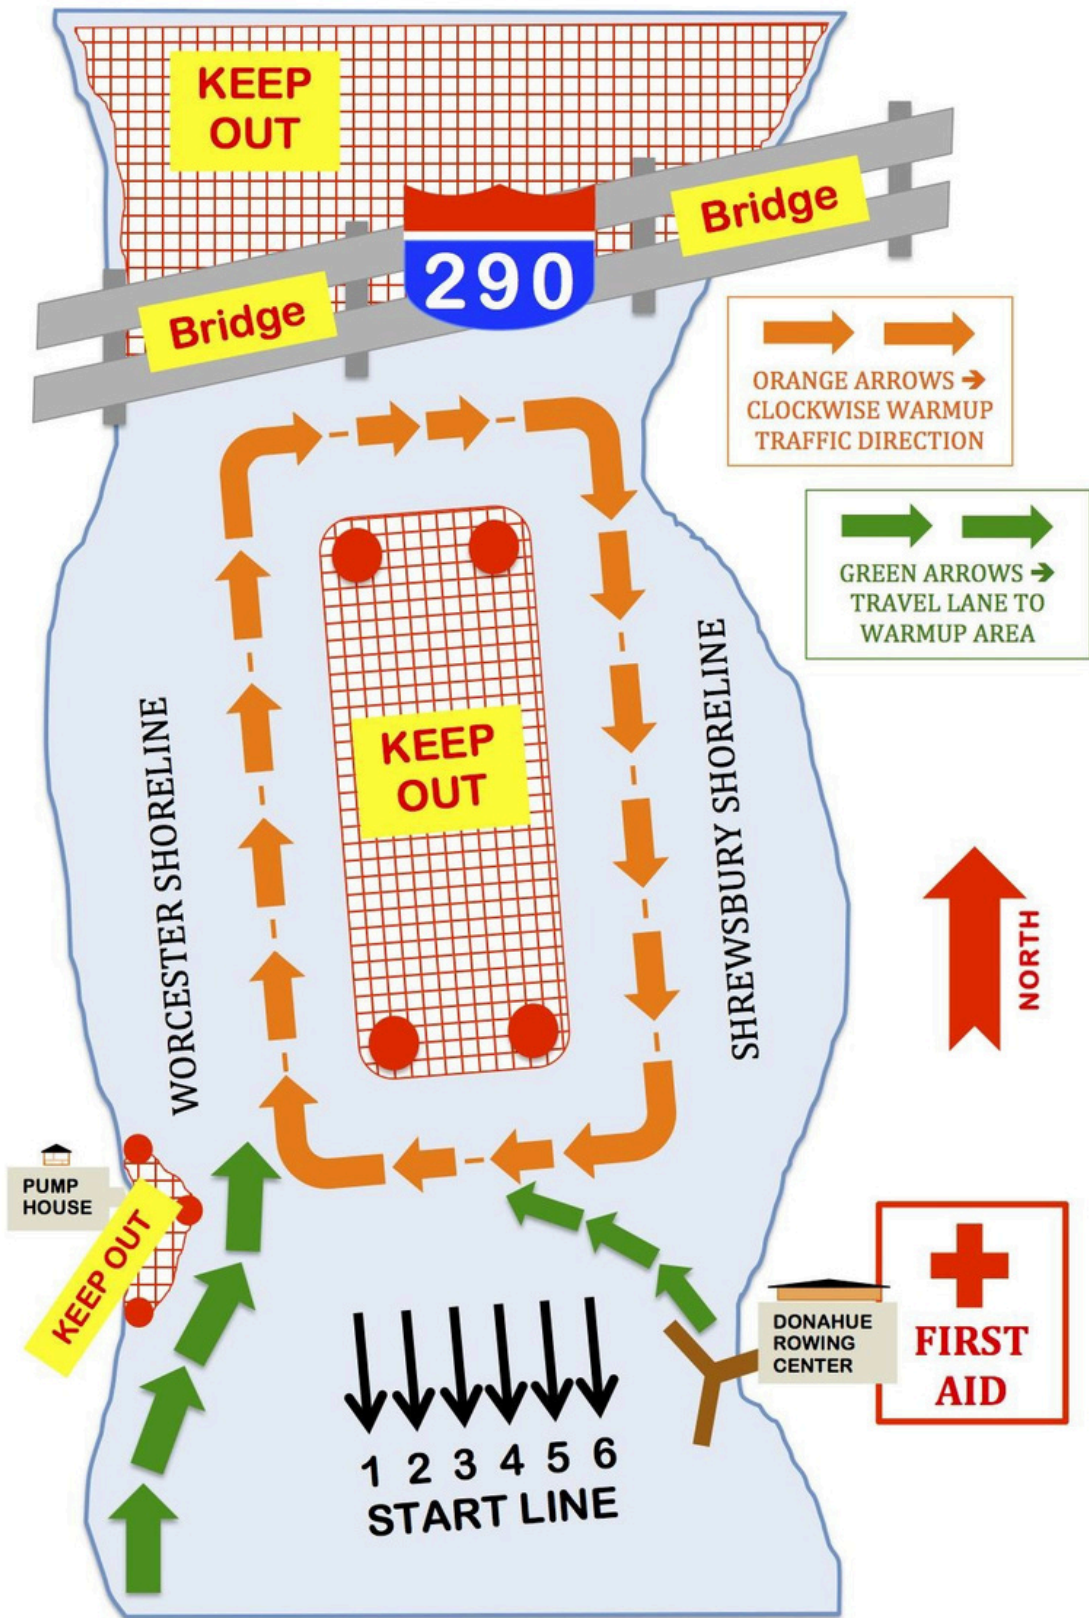 KEEP
OUT
Bridge
290
Bridge
ORANGE ARROWS ➔
CLOCKWISE WARMUP
TRAFFIC DIRECTION
GREEN ARROWS ➔
TRAVEL LANE TO
WARMUP AREA
WORCESTER SHORELINE
KEEP
OUT
SHREWSBURY SHORELINE
NORTH
PUMP
HOUSE
KEEP OUT
DONAHUE
ROWING
CENTER
FIRST
AID
1 2 3 4 5 6
START LINE